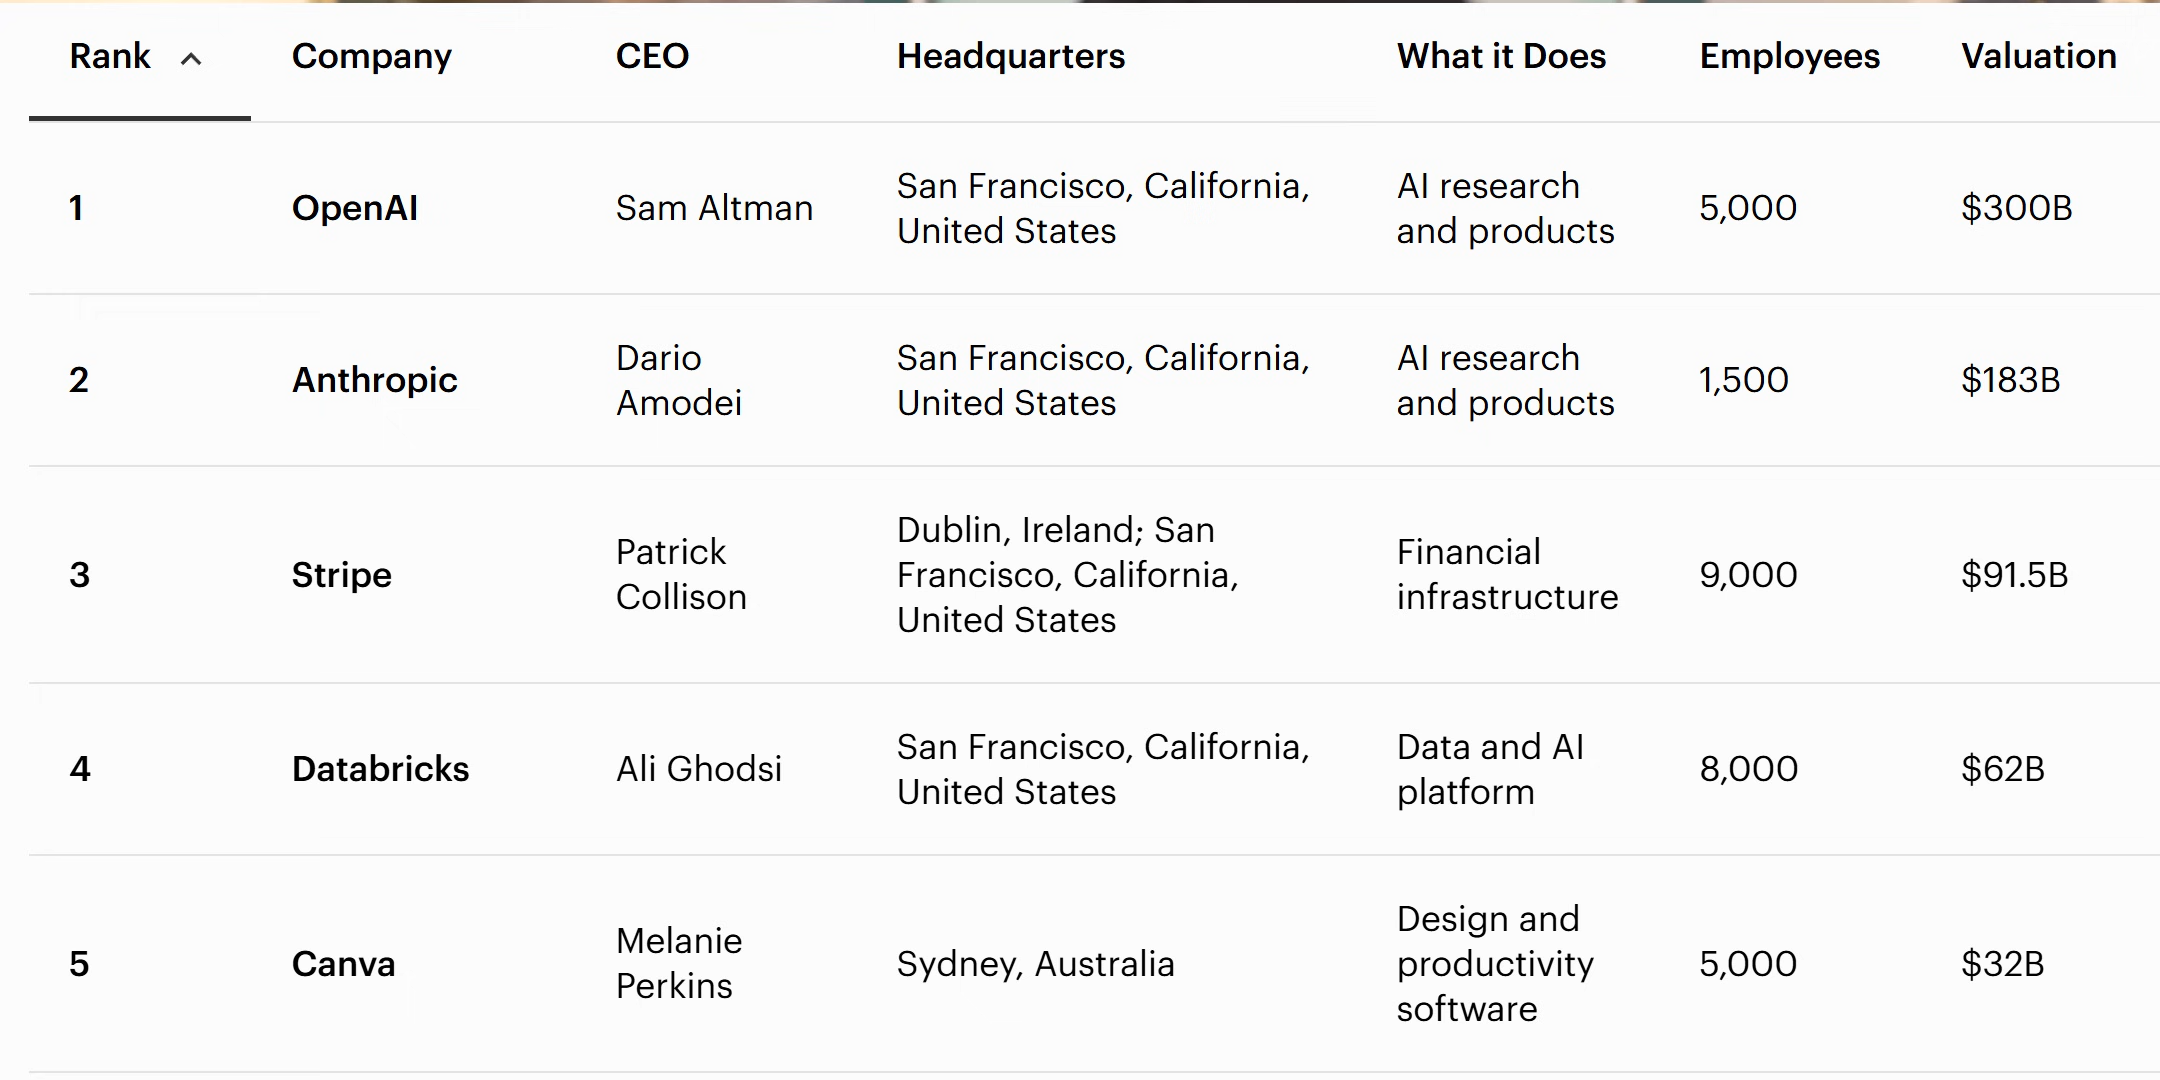 Rank Company CEO Headquarters What it Does Employees Valuation
1 OpenAI Sam Altman San Francisco, California, United States AI research and products 5,000 $300B
2 Anthropic Dario Amodei San Francisco, California, United States AI research and products 1,500 $183B
3 Stripe Patrick Collison Dublin, Ireland; San Francisco, California, United States Financial infrastructure 9,000 $91.5B
4 Databricks Ali Ghodsi San Francisco, California, United States Data and AI platform 8,000 $62B
5 Canva Melanie Perkins Sydney, Australia Design and productivity software 5,000 $32B